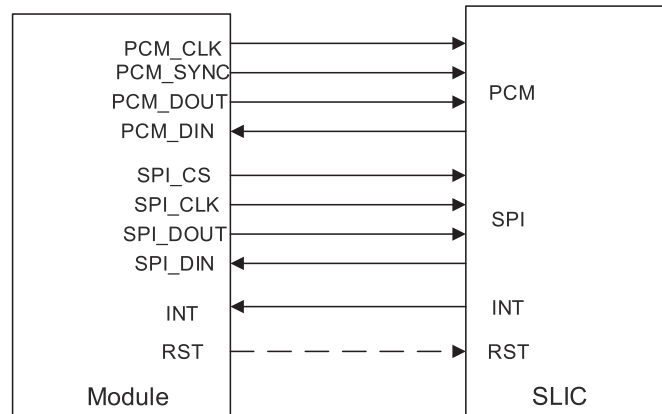 PCM_CLK
PCM_SYNC
PCM_DOUT
PCM_DIN
PCM
SPI_CS
SPI_CLK
SPI_DOUT
SPI_DIN
SPI
INT
INT
RST
RST
Module
SLIC